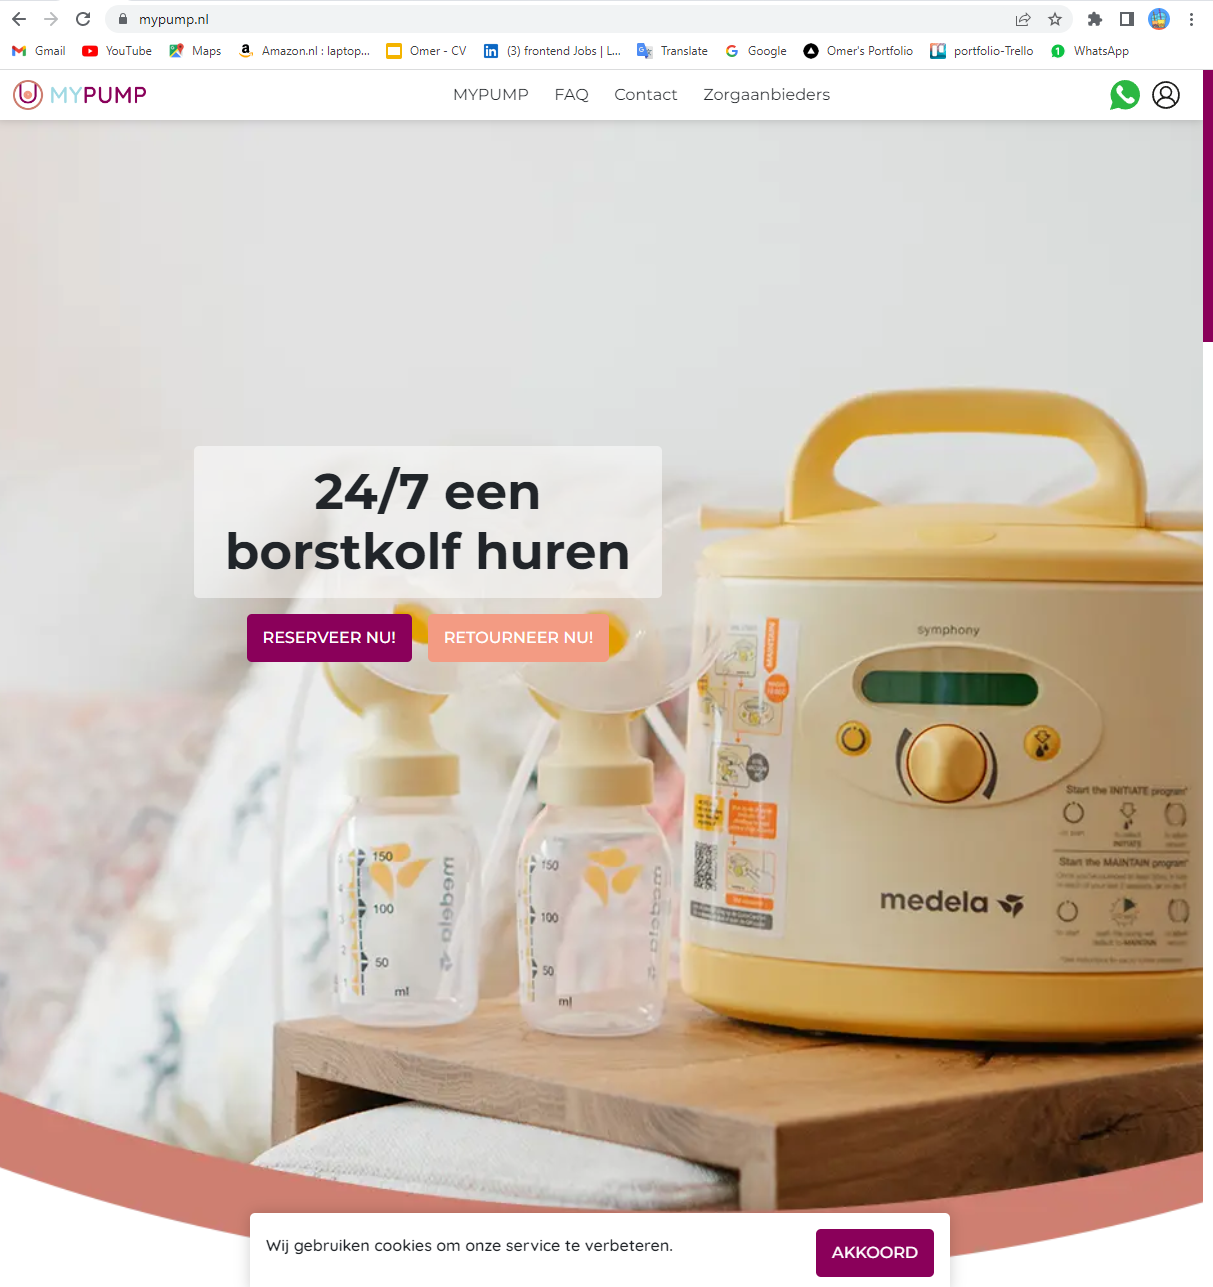 mypump.nl
Gmail
YouTube
Maps
Amazon.nl : laptop...
Omer - CV
(3) frontend Jobs | L...
Translate
Google
Omer's Portfolio
portfolio-Trello
WhatsApp
MYPUMP
MYPUMP
FAQ
Contact
Zorgaanbieders
24/7 een
borstkolf huren
RESERVEER NU!
RETOURNEER NU!
symphony
MAINTAIN
Start the INITIATE program
INITIATE
Start the MAINTAIN program
MAINTAIN
medela
150
100
50
ml
medela
150
100
50
ml
medela
Wij gebruiken cookies om onze service te verbeteren.
AKKOORD